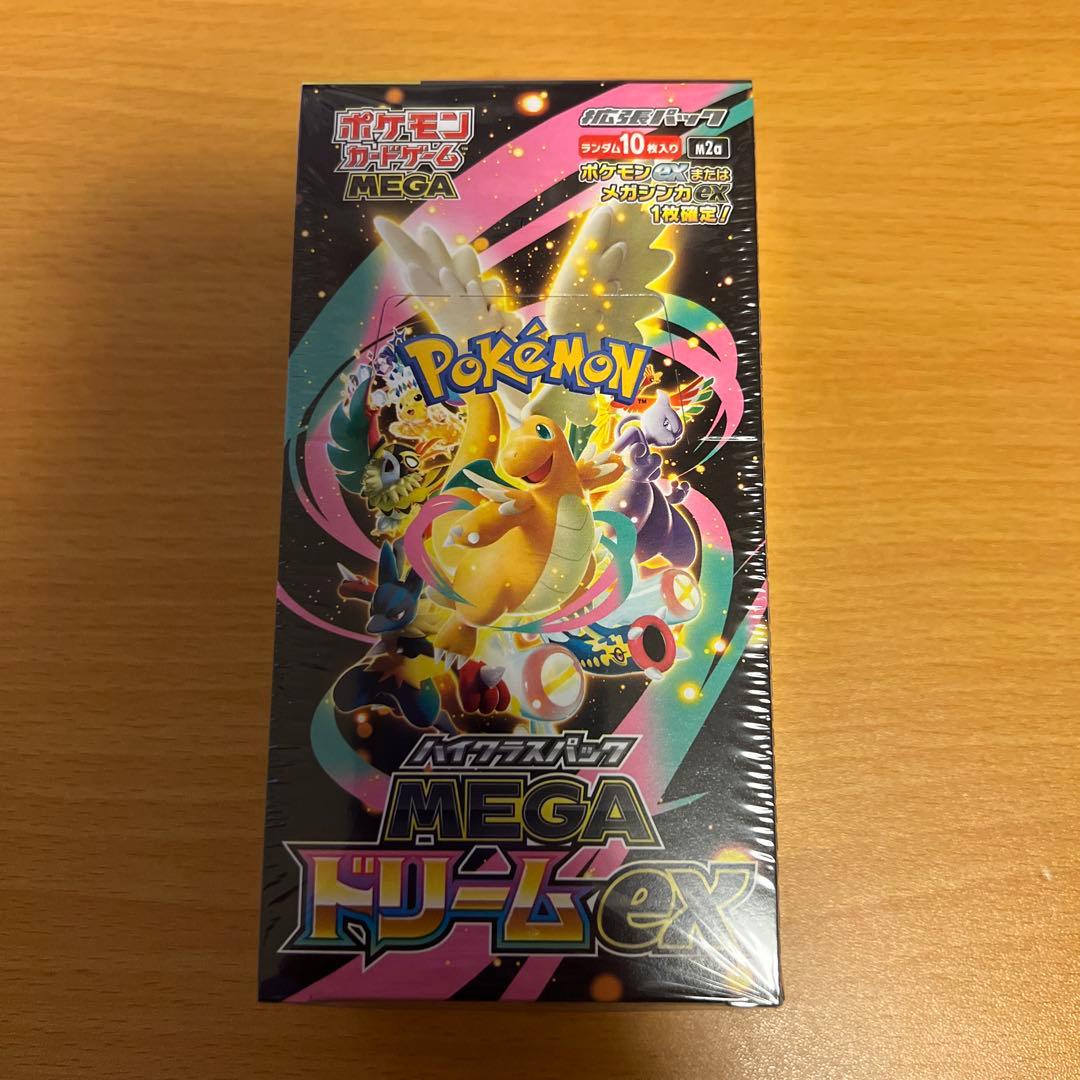 ポケモン
カードゲーム
MEGA
拡張パック
ランダム10枚入り M2a
ポケモンexまたは
メガシンカex
1枚確定!
POKéMON
TM
ハイクラスパック
MEGA
ドリームex